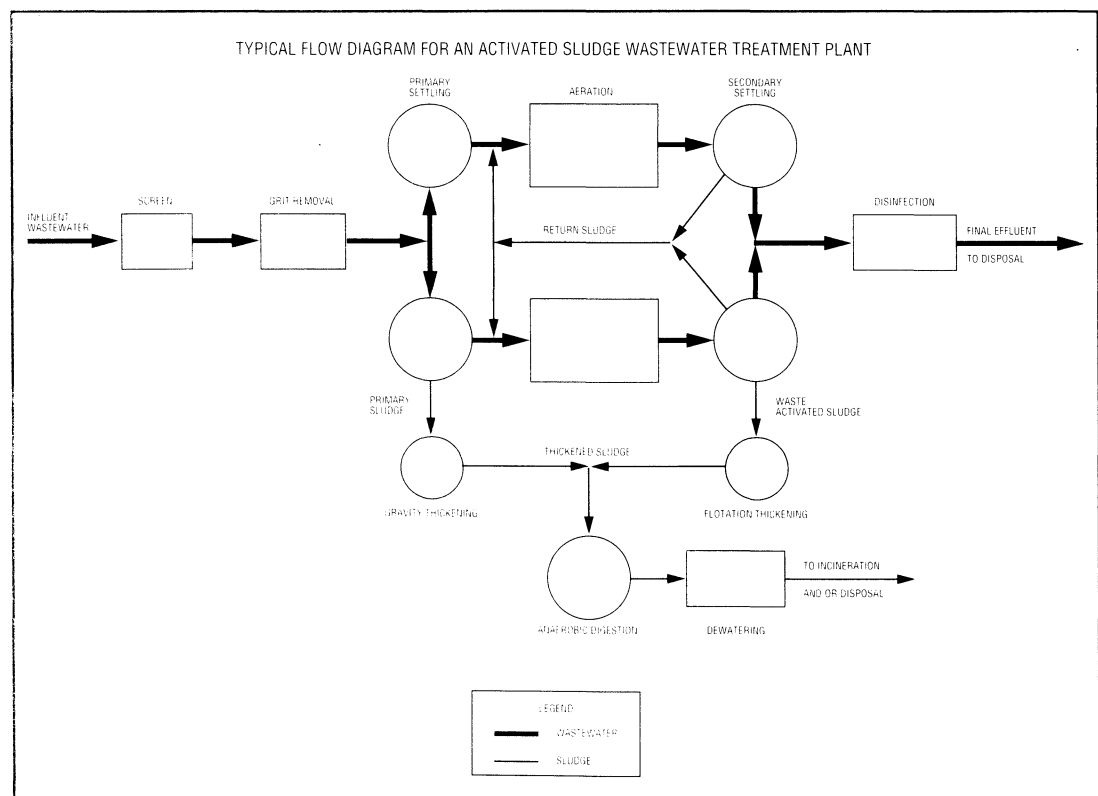 TYPICAL FLOW DIAGRAM FOR AN ACTIVATED SLUDGE WASTEWATER TREATMENT PLANT
PRIMARY
SETTLING
AERATION
SECONDARY
SETTLING
INFLUENT
WASTEWATER
SCREEN
GRIT REMOVAL
RETURN SLUDGE
DISINFECTION
FINAL EFFLUENT
TO DISPOSAL
PRIMARY
SLUDGE
WASTE
ACTIVATED SLUDGE
THICKENED SLUDGE
GRAVITY THICKENING
FLOTATION THICKENING
TO INCINERATION
AND OR DISPOSAL
ANAEROBIC DIGESTION
DEWATERING
LEGEND
WASTEWATER
SLUDGE